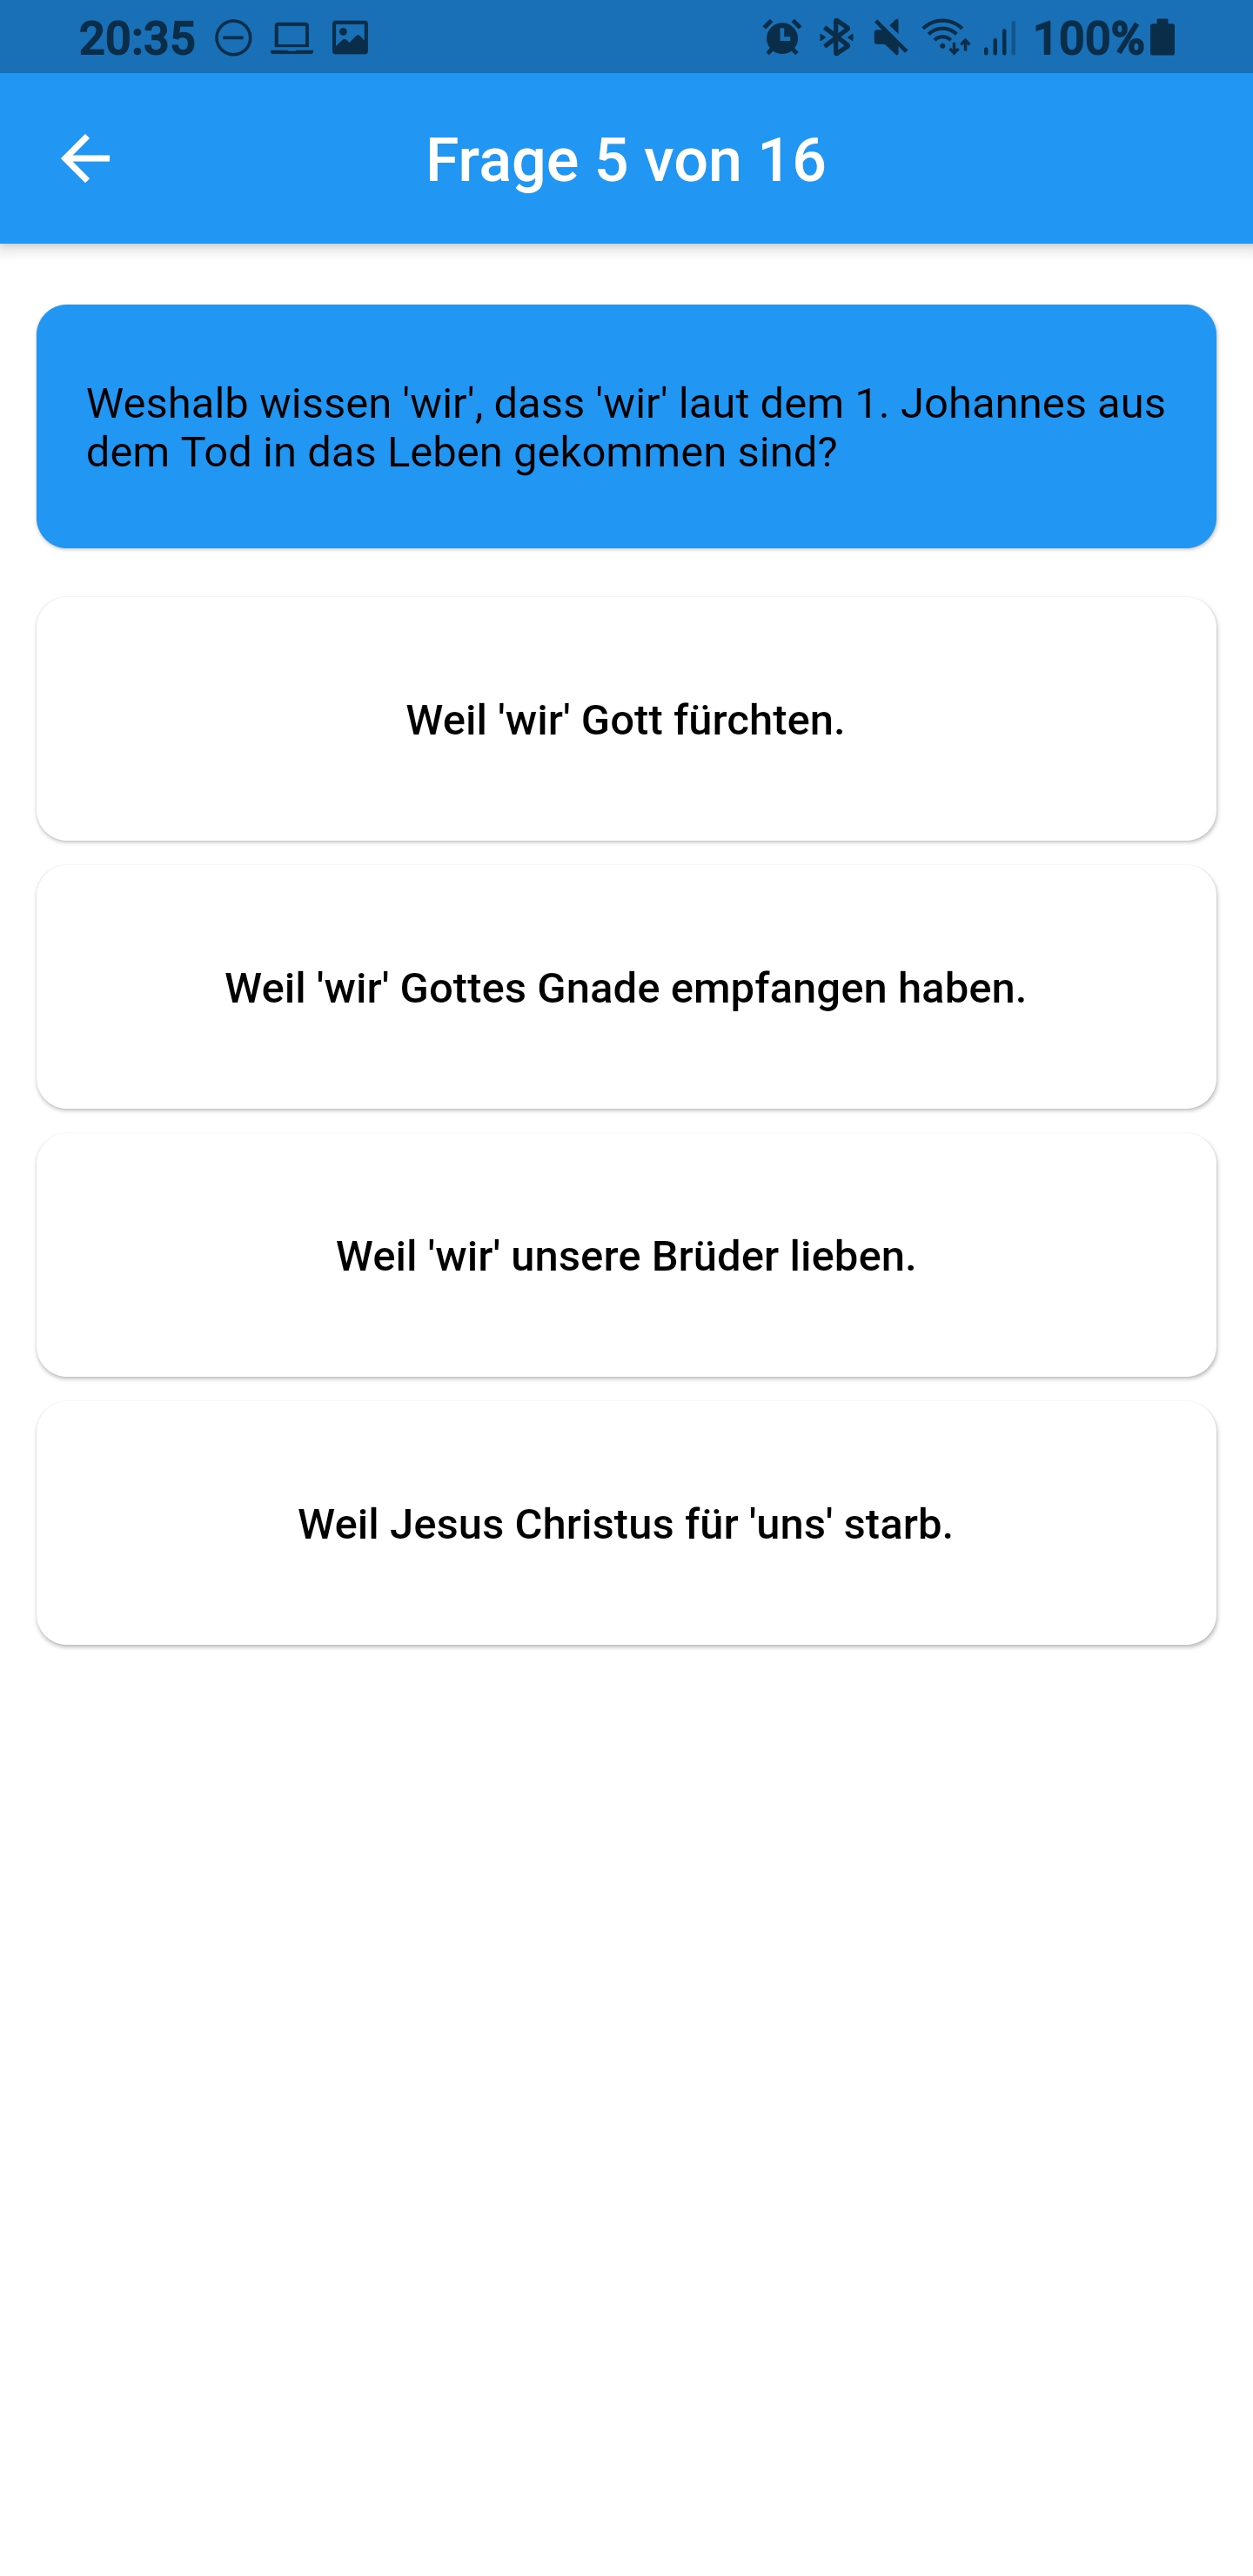 20:35 100%
Frage 5 von 16
Weshalb wissen 'wir', dass 'wir' laut dem 1. Johannes aus
dem Tod in das Leben gekommen sind?
Weil 'wir' Gott fürchten.
Weil 'wir' Gottes Gnade empfangen haben.
Weil 'wir' unsere Brüder lieben.
Weil Jesus Christus für 'uns' starb.